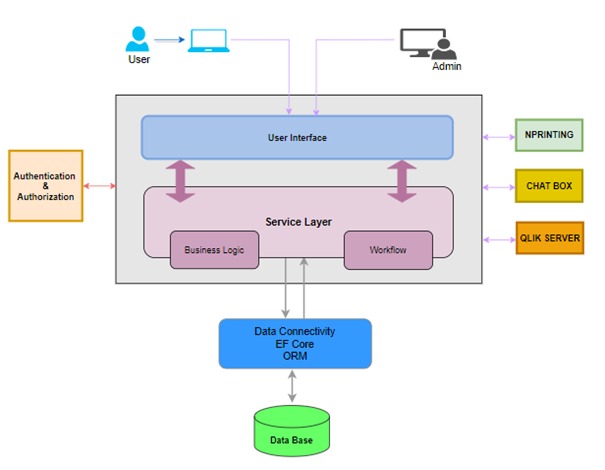 User
Admin
User Interface
NPRINTING
Authentication
&
Authorization
CHAT BOX
Service Layer
QLIK SERVER
Business Logic
Workflow
Data Connectivity
EF Core
ORM
Data Base